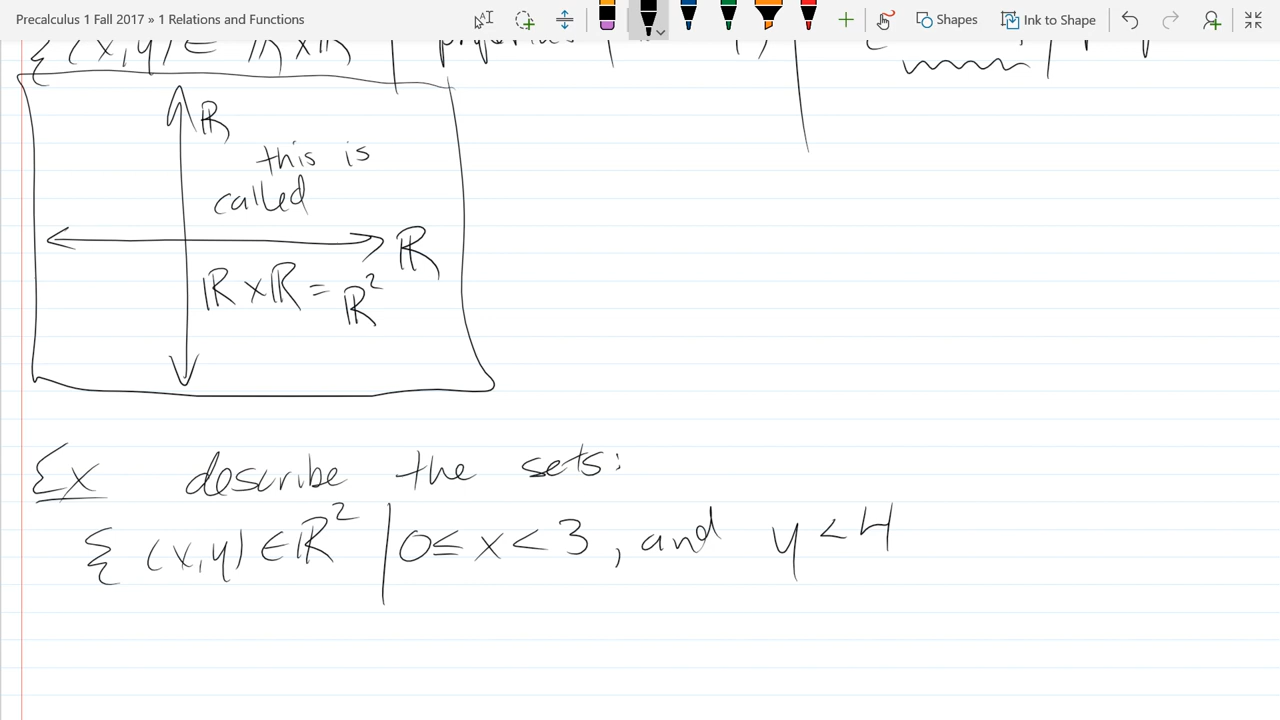 Precalculus 1 Fall 2017 » 1 Relations and Functions
Shapes
Ink to Shape
{ (x,y) ∈ ℝ×ℝ |
ℝ
this is
called
ℝ
ℝ×ℝ = ℝ²
Ex describe the sets:
{ (x,y) ∈ ℝ² | 0 ≤ x < 3, and y < 4